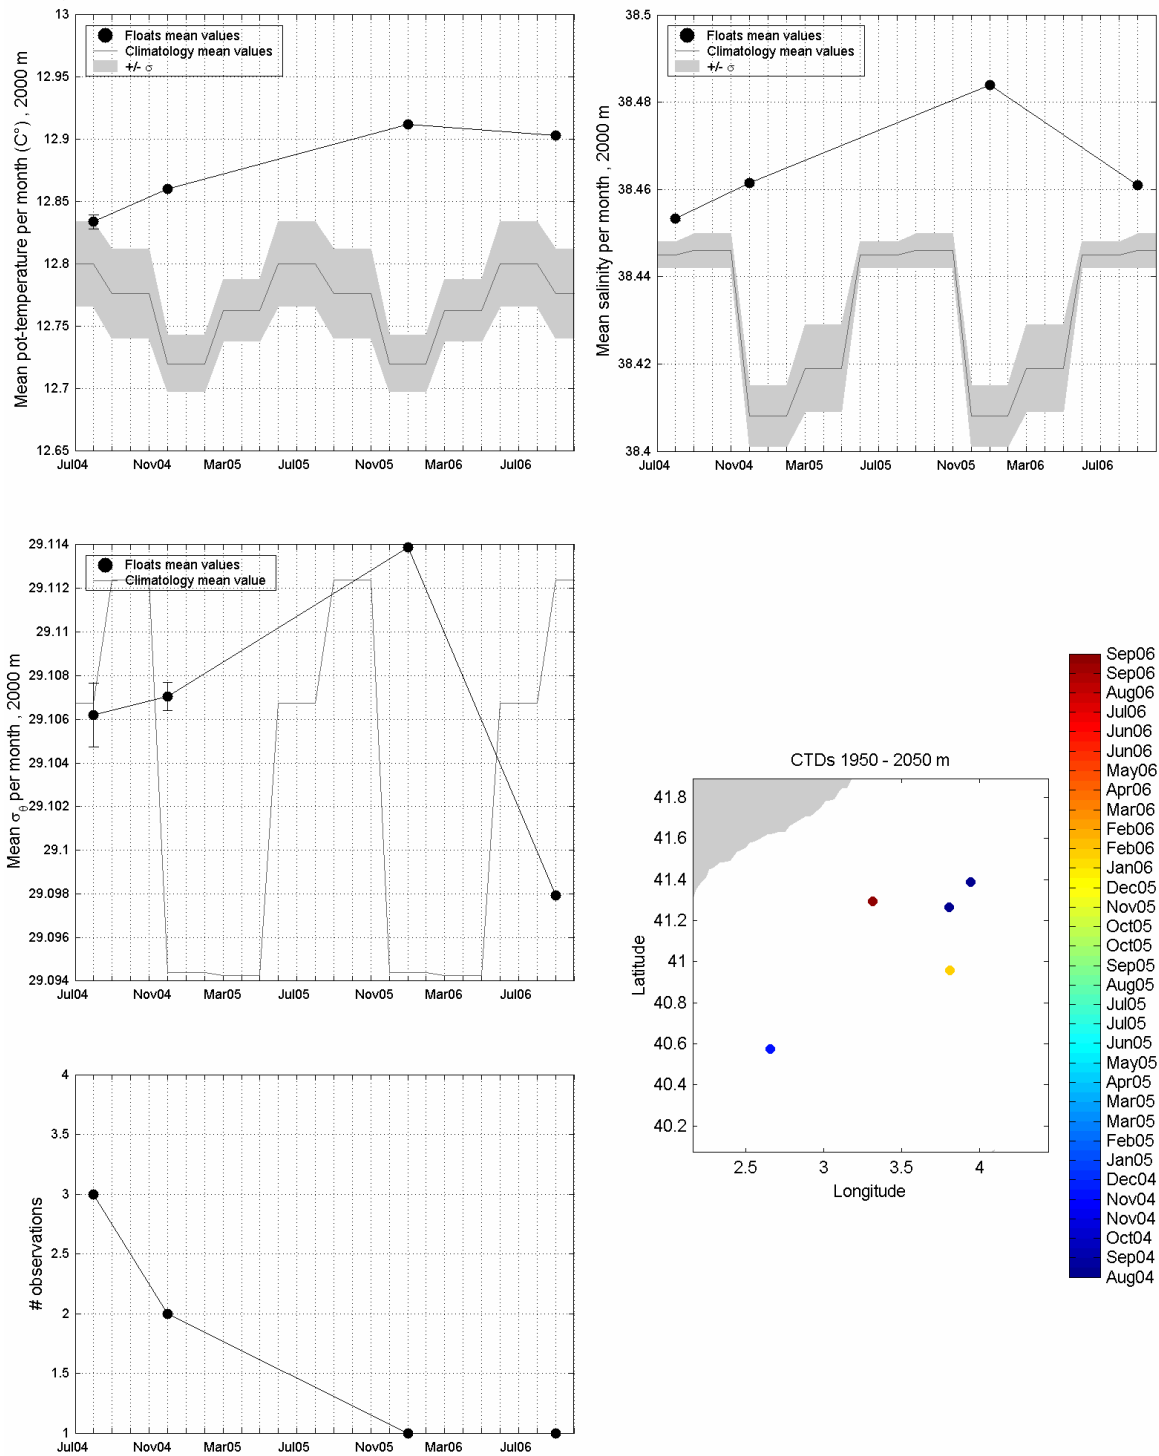 Mean pot-temperature per month (C°) , 2000 m
13
12.95
12.9
12.85
12.8
12.75
12.7
12.65
Floats mean values
Climatology mean values
+/- σ
Jul04 Nov04 Mar05 Jul05 Nov05 Mar06 Jul06
Mean salinity per month , 2000 m
38.5
38.48
38.46
38.44
38.42
38.4
Floats mean values
Climatology mean values
+/- σ
Jul04 Nov04 Mar05 Jul05 Nov05 Mar06 Jul06
Mean σθ per month , 2000 m
29.114
29.112
29.11
29.108
29.106
29.104
29.102
29.1
29.098
29.096
29.094
Floats mean values
Climatology mean value
Jul04 Nov04 Mar05 Jul05 Nov05 Mar06 Jul06
CTDs 1950 - 2050 m
Latitude
41.8
41.6
41.4
41.2
41
40.8
40.6
40.4
40.2
2.5 3 3.5 4
Longitude
Sep06
Sep06
Aug06
Jul06
Jun06
Jun06
May06
Apr06
Mar06
Feb06
Feb06
Jan06
Dec05
Nov05
Oct05
Oct05
Sep05
Aug05
Jul05
Jul05
Jun05
May05
Apr05
Mar05
Mar05
Feb05
Jan05
Dec04
Nov04
Nov04
Oct04
Sep04
Aug04
# observations
4
3.5
3
2.5
2
1.5
1
Jul04 Nov04 Mar05 Jul05 Nov05 Mar06 Jul06